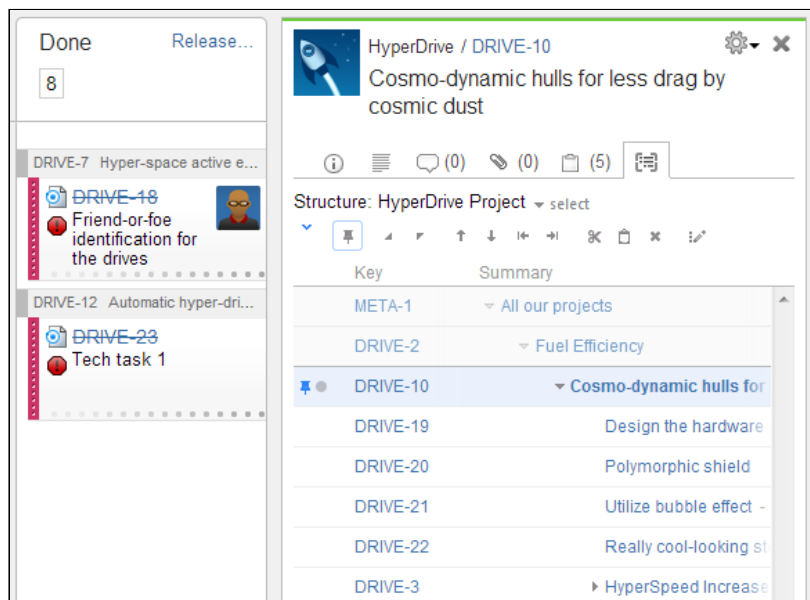 Done Release...
8
DRIVE-7 Hyper-space active e...
DRIVE-18
Friend-or-foe
identification for
the drives
DRIVE-12 Automatic hyper-dri...
DRIVE-23
Tech task 1
HyperDrive / DRIVE-10
Cosmo-dynamic hulls for less drag by
cosmic dust
(0) (0) (5)
Structure: HyperDrive Project select
Key Summary
META-1 All our projects
DRIVE-2 Fuel Efficiency
DRIVE-10 Cosmo-dynamic hulls for
DRIVE-19 Design the hardware
DRIVE-20 Polymorphic shield
DRIVE-21 Utilize bubble effect -
DRIVE-22 Really cool-looking st
DRIVE-3 HyperSpeed Increase